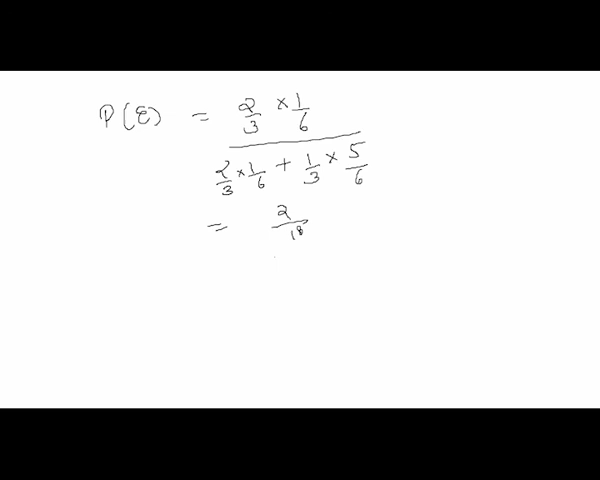 P(E) = 2/3 × 1/6
2/3 × 1/6 + 1/3 × 5/6
= 2/18